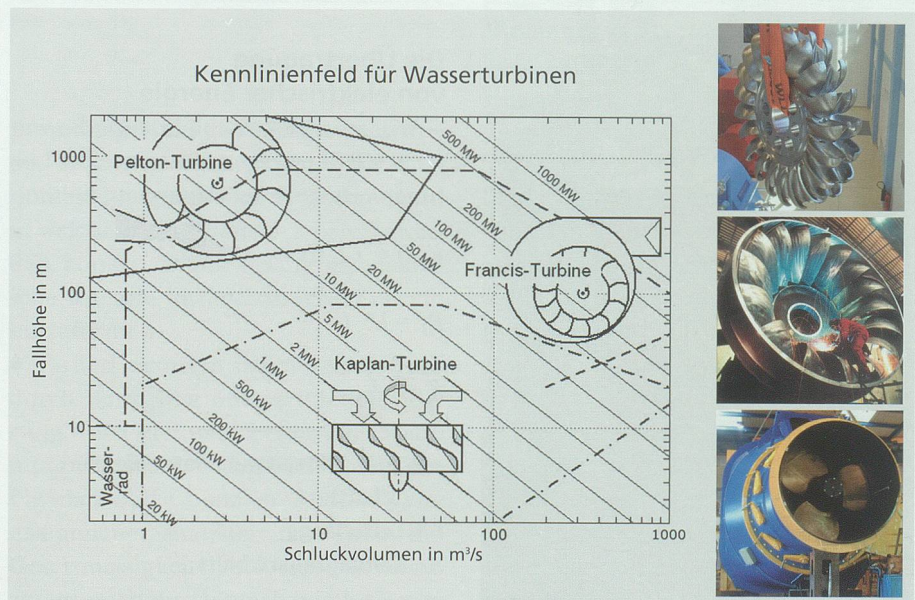 Kennlinienfeld für Wasserturbinen
Fallhöhe in m
1000
100
10
Pelton-Turbine
Francis-Turbine
Kaplan-Turbine
Wasser-
rad
1000 MW
500 MW
200 MW
100 MW
50 MW
20 MW
10 MW
5 MW
2 MW
1 MW
500 kW
200 kW
100 kW
50 kW
20 kW
1
10
100
1000
Schluckvolumen in m³/s